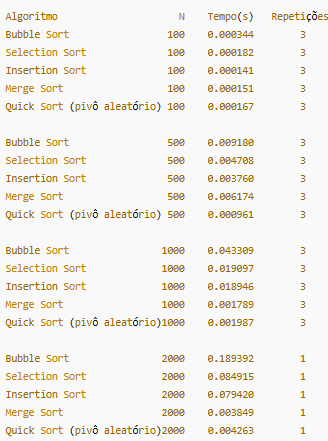 Algoritmo N Tempo(s) Repetições
Bubble Sort 100 0.000344 3
Selection Sort 100 0.000182 3
Insertion Sort 100 0.000141 3
Merge Sort 100 0.000151 3
Quick Sort (pivô aleatório) 100 0.000167 3
Bubble Sort 500 0.009180 3
Selection Sort 500 0.004708 3
Insertion Sort 500 0.003760 3
Merge Sort 500 0.006174 3
Quick Sort (pivô aleatório) 500 0.000961 3
Bubble Sort 1000 0.043309 3
Selection Sort 1000 0.019097 3
Insertion Sort 1000 0.018946 3
Merge Sort 1000 0.001789 3
Quick Sort (pivô aleatório)1000 0.001987 3
Bubble Sort 2000 0.189392 1
Selection Sort 2000 0.084915 1
Insertion Sort 2000 0.079420 1
Merge Sort 2000 0.003849 1
Quick Sort (pivô aleatório)2000 0.004263 1